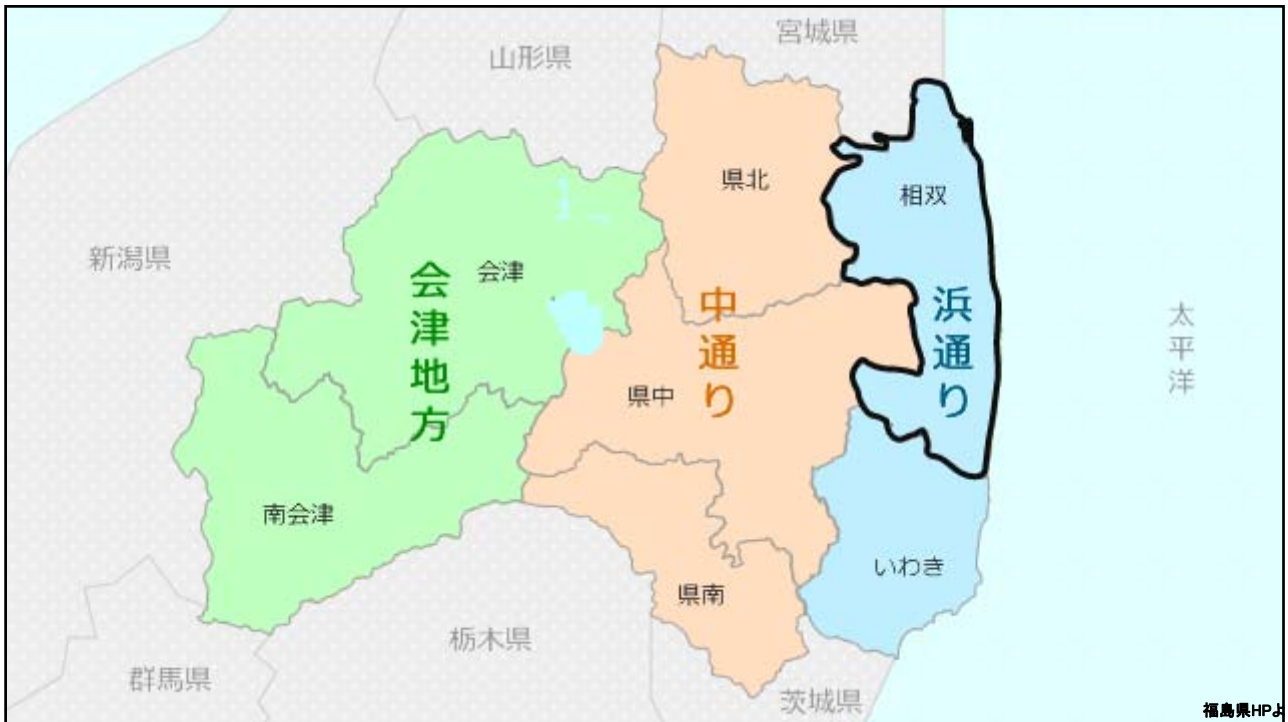 宮城県
山形県
県北
相双
新潟県
会津
会津地方
中通り
浜通り
太平洋
県中
南会津
いわき
県南
栃木県
群馬県
茨城県
福島県HPよ